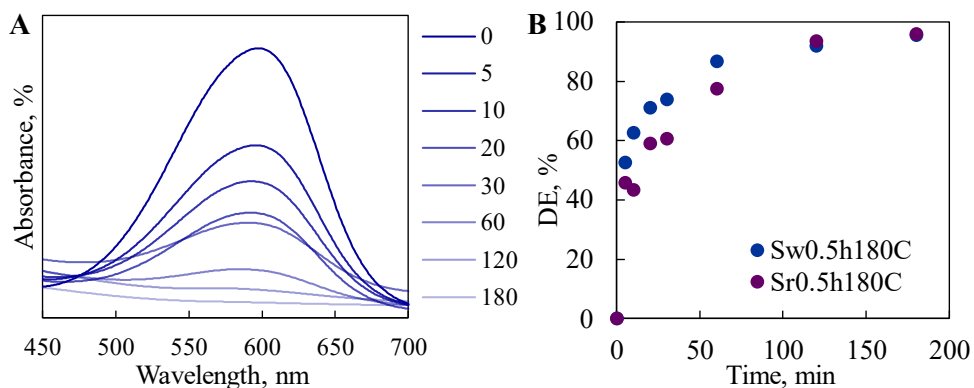 A
Absorbance, %
0
5
10
20
30
60
120
180
450 500 550 600 650 700
Wavelength, nm
B
DE, %
100
80
60
40
20
0
Sw0.5h180C
Sr0.5h180C
0 50 100 150 200
Time, min